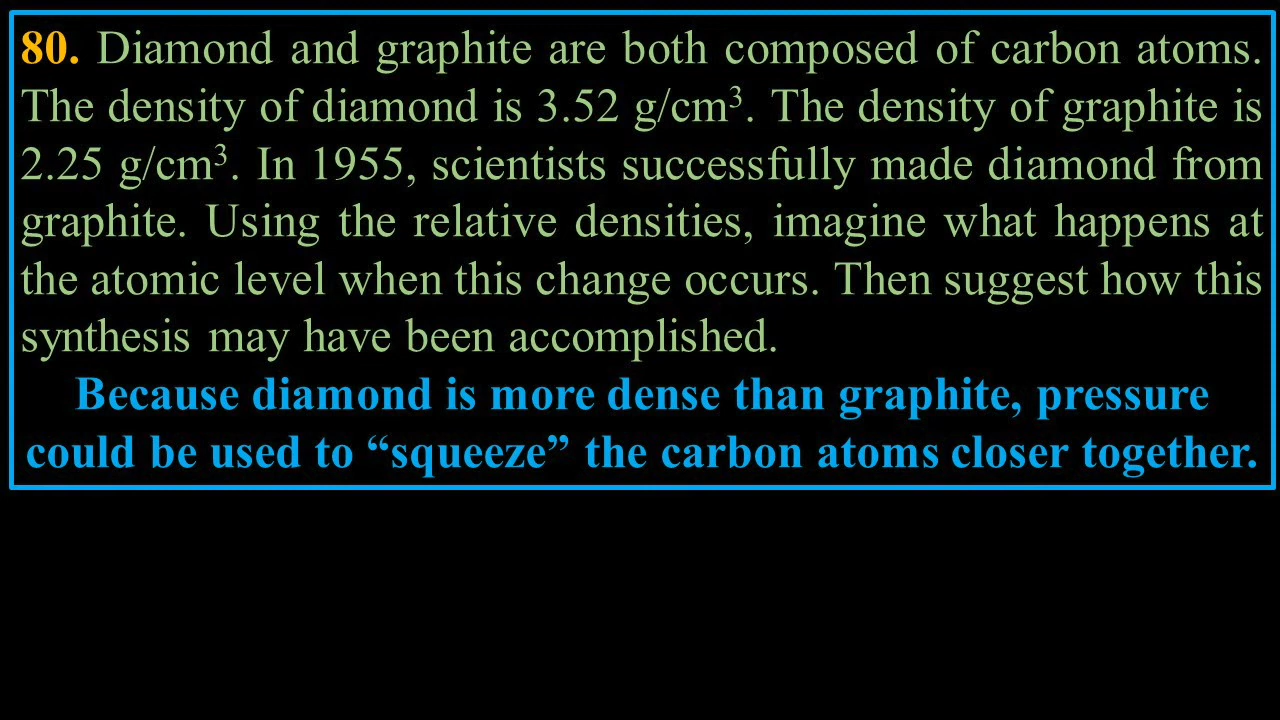 80. Diamond and graphite are both composed of carbon atoms.
The density of diamond is 3.52 g/cm³. The density of graphite is
2.25 g/cm³. In 1955, scientists successfully made diamond from
graphite. Using the relative densities, imagine what happens at
the atomic level when this change occurs. Then suggest how this
synthesis may have been accomplished.
Because diamond is more dense than graphite, pressure
could be used to “squeeze” the carbon atoms closer together.